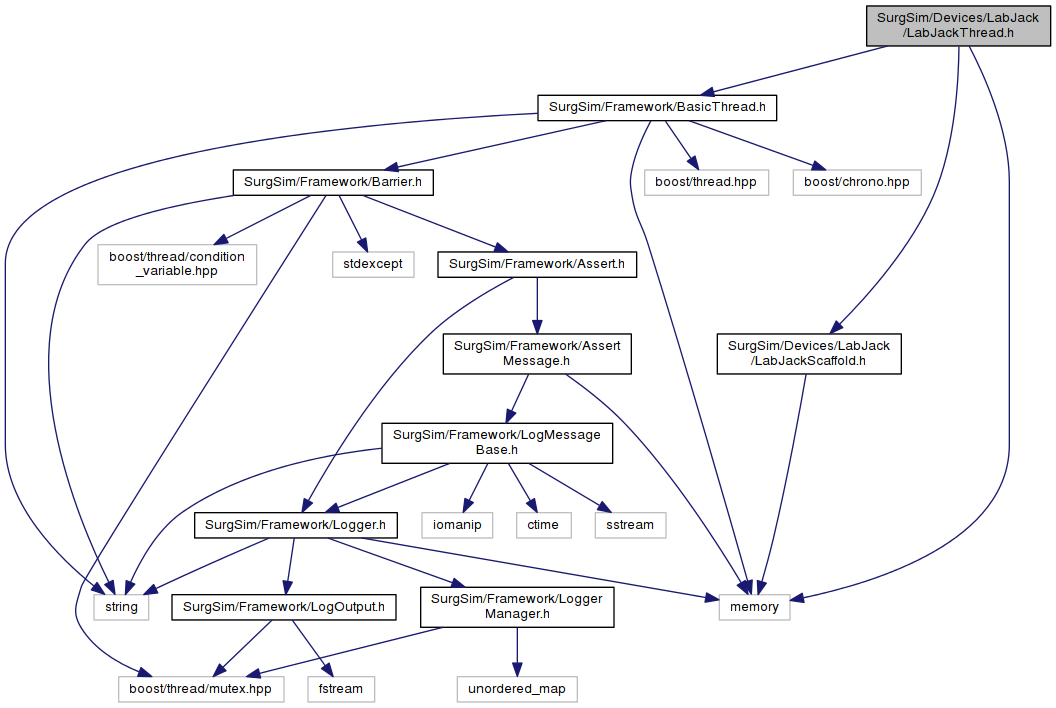 SurgSim/Devices/LabJack
/LabJackThread.h
SurgSim/Framework/BasicThread.h
SurgSim/Framework/Barrier.h
boost/thread.hpp
boost/chrono.hpp
boost/thread/condition
_variable.hpp
stdexcept
SurgSim/Framework/Assert.h
SurgSim/Framework/Assert
Message.h
SurgSim/Devices/LabJack
/LabJackScaffold.h
SurgSim/Framework/LogMessage
Base.h
SurgSim/Framework/Logger.h
iomanip
ctime
sstream
string
SurgSim/Framework/LogOutput.h
SurgSim/Framework/Logger
Manager.h
memory
boost/thread/mutex.hpp
fstream
unordered_map